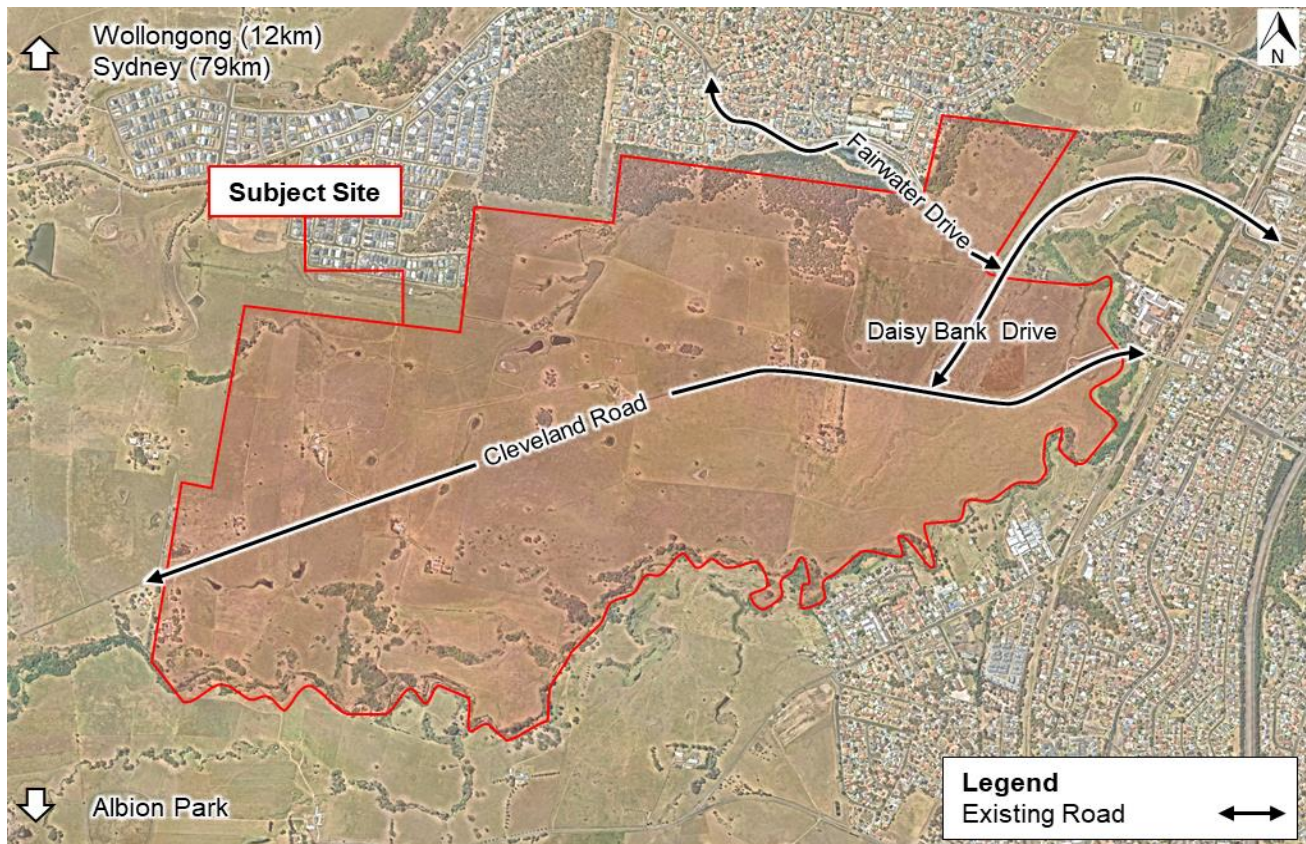 Wollongong (12km)
Sydney (79km)
N
Subject Site
Fairwater Drive
Daisy Bank Drive
Cleveland Road
Albion Park
Legend
Existing Road